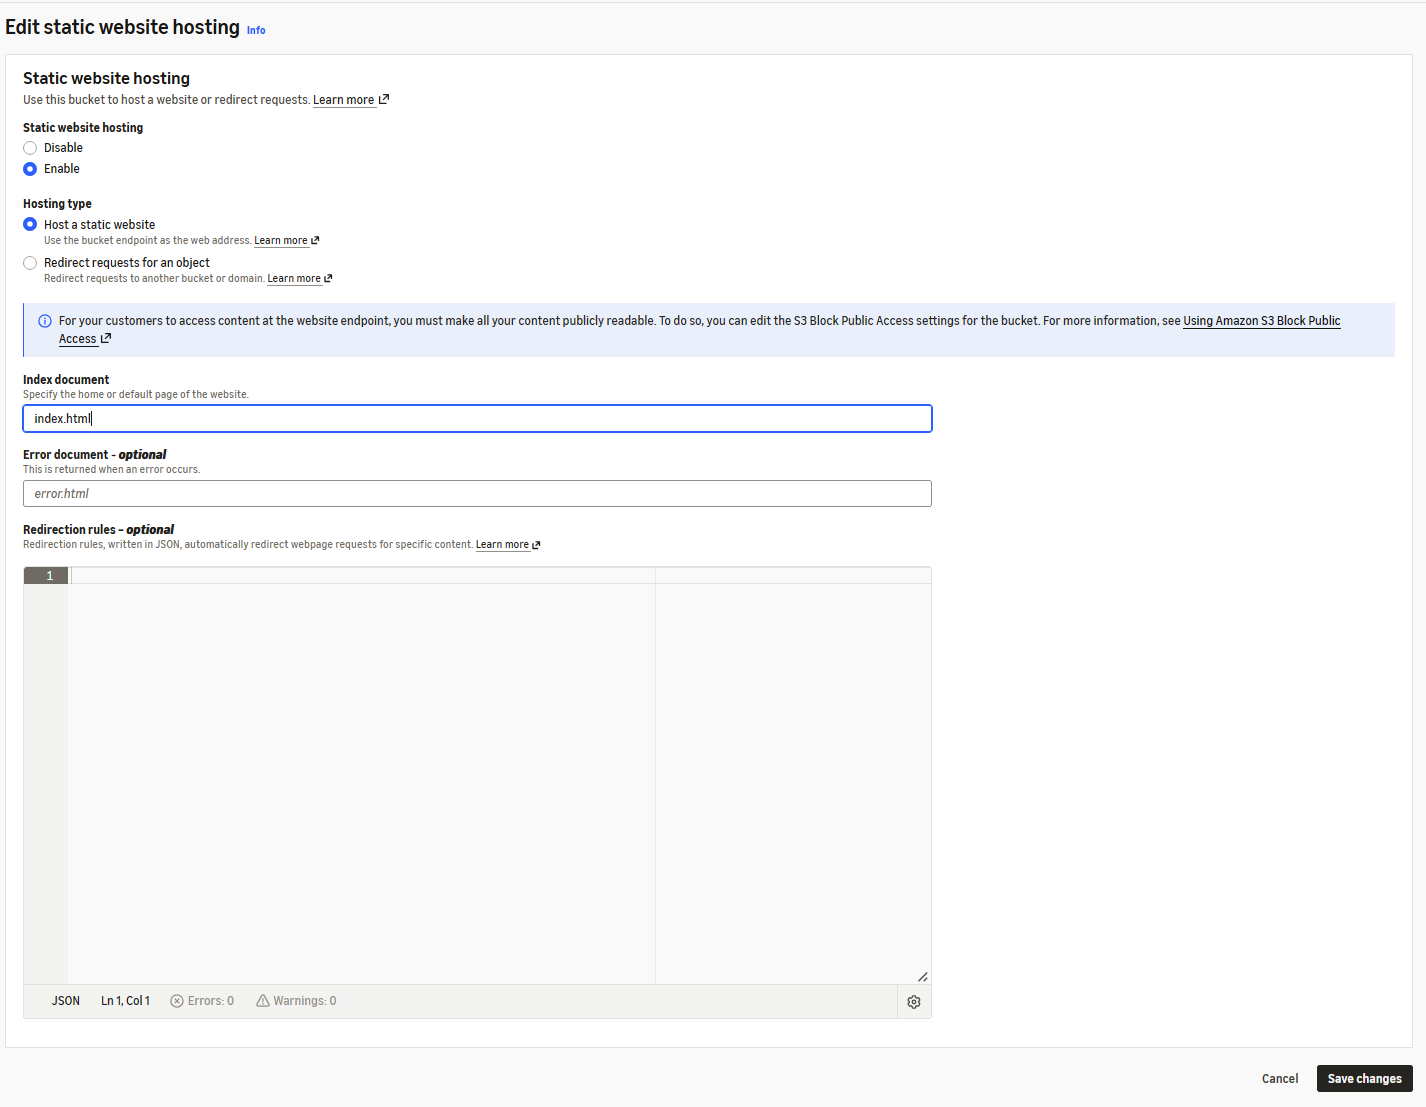 Edit static website hosting Info
Static website hosting
Use this bucket to host a website or redirect requests. Learn more
Static website hosting
Disable
Enable
Hosting type
Host a static website
Use the bucket endpoint as the web address. Learn more
Redirect requests for an object
Redirect requests to another bucket or domain. Learn more
For your customers to access content at the website endpoint, you must make all your content publicly readable. To do so, you can edit the S3 Block Public Access settings for the bucket. For more information, see Using Amazon S3 Block Public
Access
Index document
Specify the home or default page of the website.
index.html
Error document - optional
This is returned when an error occurs.
error.html
Redirection rules – optional
Redirection rules, written in JSON, automatically redirect webpage requests for specific content. Learn more
1
JSON Ln 1, Col 1 Errors: 0 Warnings: 0
Cancel Save changes